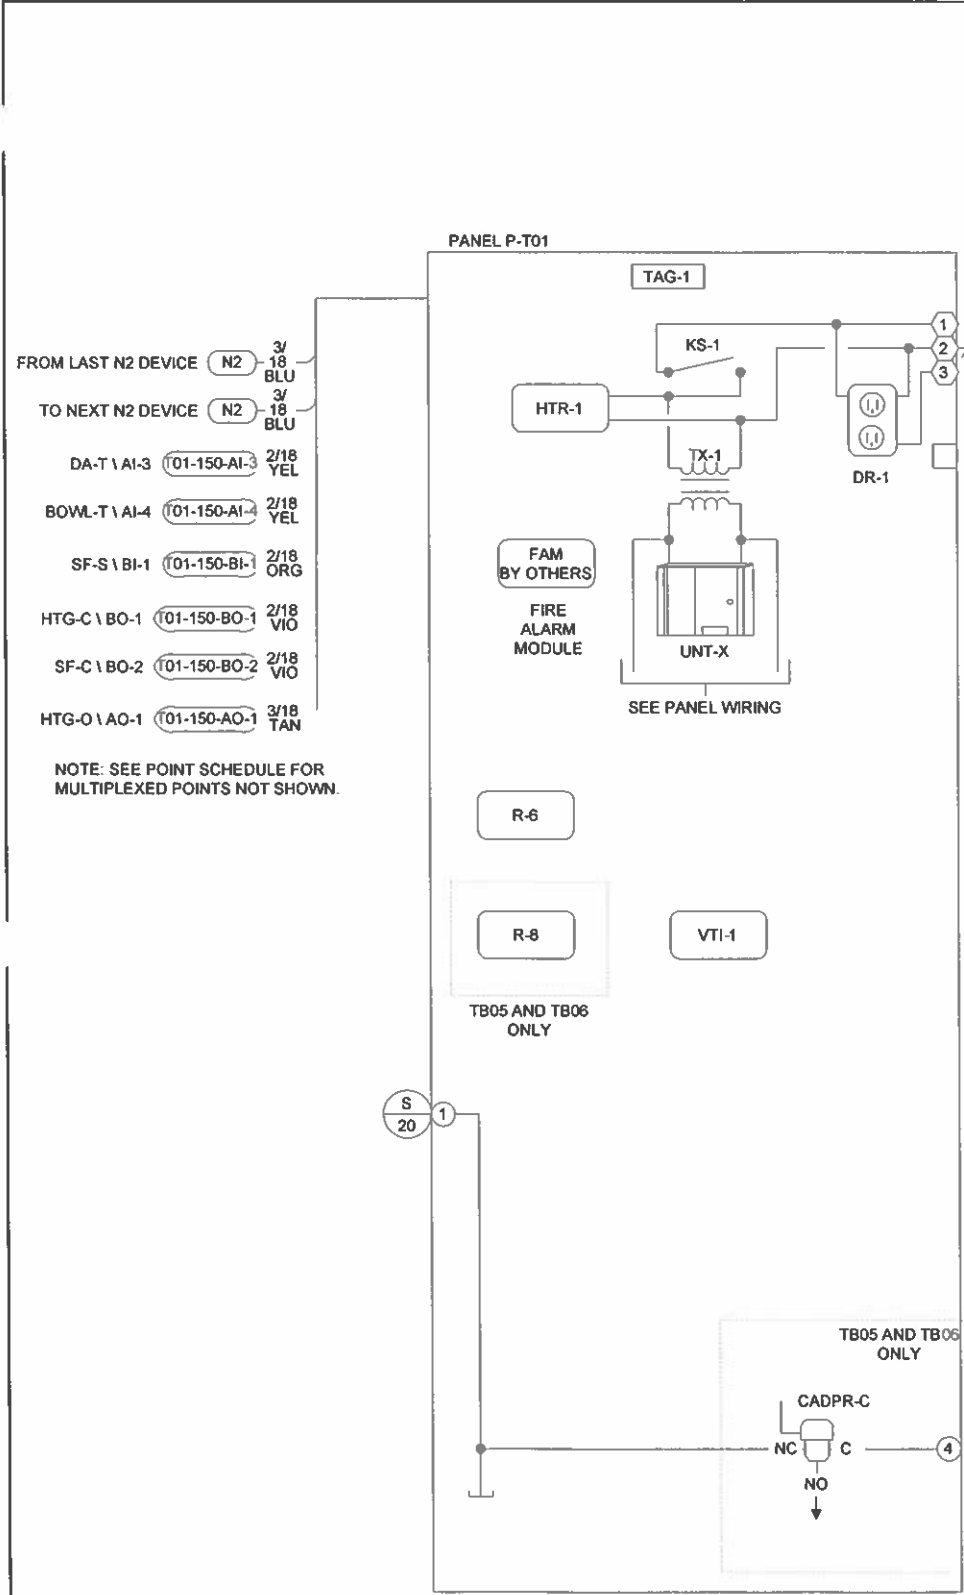 PANEL P-T01
TAG-1
1
KS-1
2
3
FROM LAST N2 DEVICE N2 3/18 BLU
TO NEXT N2 DEVICE N2 3/18 BLU
HTR-1
TX-1
DR-1
DA-T \ AI-3 T01-150-AI-3 2/18 YEL
BOWL-T \ AI-4 T01-150-AI-4 2/18 YEL
SF-S \ BI-1 T01-150-BI-1 2/18 ORG
HTG-C \ BO-1 T01-150-BO-1 2/18 VIO
SF-C \ BO-2 T01-150-BO-2 2/18 VIO
HTG-O \ AO-1 T01-150-AO-1 3/18 TAN
FAM
BY OTHERS
FIRE
ALARM
MODULE
UNT-X
SEE PANEL WIRING
NOTE: SEE POINT SCHEDULE FOR
MULTIPLEXED POINTS NOT SHOWN.
R-6
R-8
VTI-1
TB05 AND TB06
ONLY
S
20
1
TB05 AND TB06
ONLY
CADPR-C
NC C 4
NO